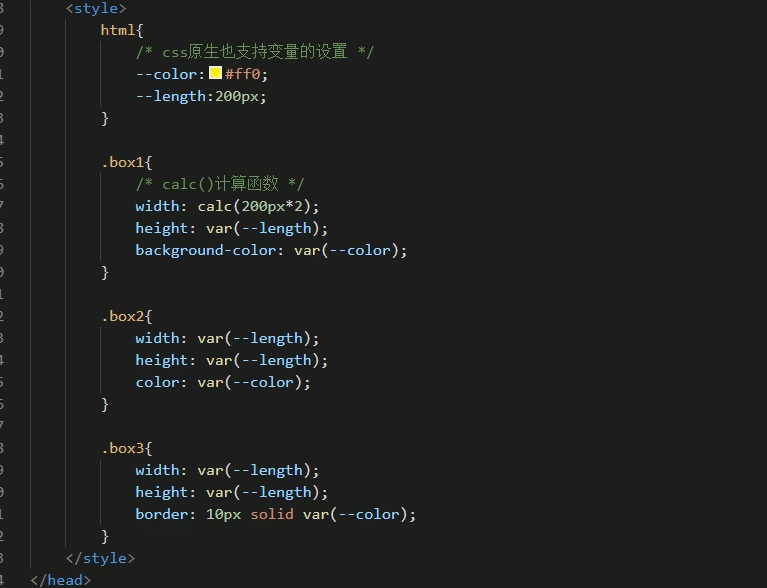 <style>
html{
/* css原生也支持变量的设置 */
--color:#ff0;
--length:200px;
}
.box1{
/* calc()计算函数 */
width: calc(200px*2);
height: var(--length);
background-color: var(--color);
}
.box2{
width: var(--length);
height: var(--length);
color: var(--color);
}
.box3{
width: var(--length);
height: var(--length);
border: 10px solid var(--color);
}
</style>
</head>